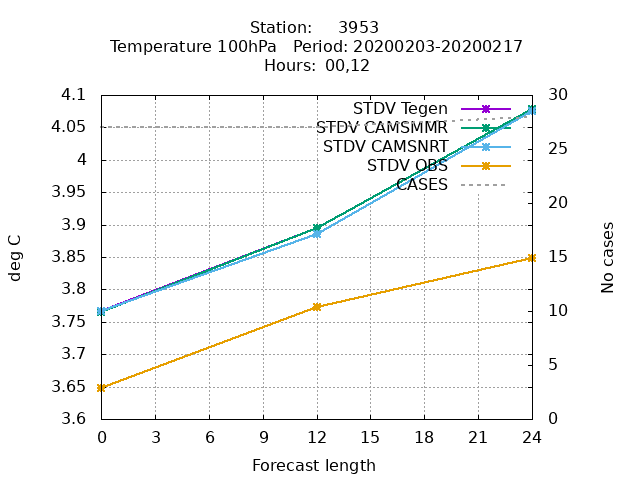 Station: 3953
Temperature 100hPa Period: 20200203-20200217
Hours: 00,12
4.1
4.05
4
3.95
3.9
3.85
3.8
3.75
3.7
3.65
3.6
30
25
20
15
10
5
0
STDV Tegen
STDV CAMSMMR
STDV CAMSNRT
STDV OBS
CASES
deg C
No cases
0 3 6 9 12 15 18 21 24
Forecast length